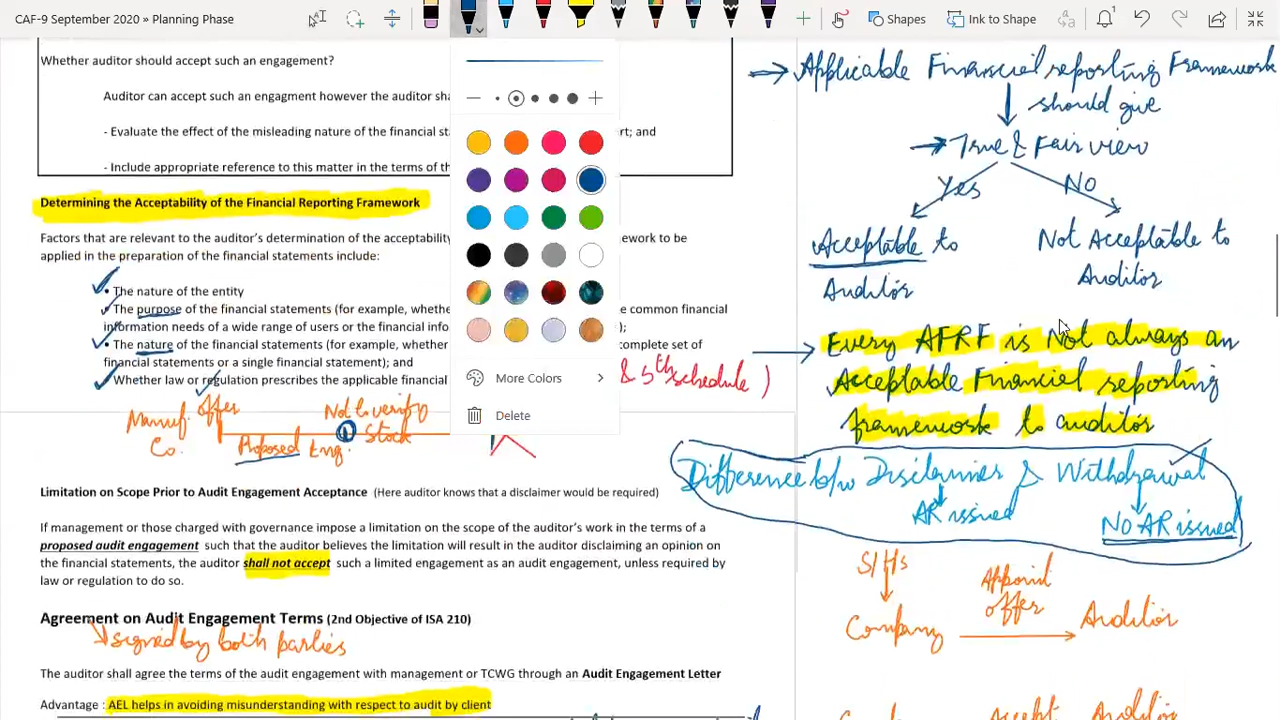 CAF-9 September 2020 » Planning Phase
Shapes
Ink to Shape
Whether auditor should accept such an engagement?
Auditor can accept such an engagment however the auditor sha
- Evaluate the effect of the misleading nature of the financial sta
rt; and
- Include appropriate reference to this matter in the terms of th
Determining the Acceptability of the Financial Reporting Framework
Factors that are relevant to the auditor's determination of the acceptability
ework to be
applied in the preparation of the financial statements include:
• The nature of the entity
• The purpose of the financial statements (for example, whethe
common financial
information needs of a wide range of users or the financial info
);
• The nature of the financial statements (for example, whether
complete set of
financial statements or a single financial statement); and
• Whether law or regulation prescribes the applicable financial
& 5th schedule )
More Colors
Delete
Manuf. Co.
offer
Proposed Eng.
Not to verify Stock
Limitation on Scope Prior to Audit Engagement Acceptance (Here auditor knows that a disclaimer would be required)
If management or those charged with governance impose a limitation on the scope of the auditor's work in the terms of a
proposed audit engagement such that the auditor believes the limitation will result in the auditor disclaiming an opinion on
the financial statements, the auditor shall not accept such a limited engagement as an audit engagement, unless required by
law or regulation to do so.
Agreement on Audit Engagement Terms (2nd Objective of ISA 210)
signed by both parties
The auditor shall agree the terms of the audit engagement with management or TCWG through an Audit Engagement Letter
Advantage : AEL helps in avoiding misunderstanding with respect to audit by client
Applicable Financial reporting Framework
should give
True & Fair view
Yes
No
Acceptable to
Auditor
Not Acceptable to
Auditor
Every AFRF is Not always an
Acceptable Financial reporting
framework to auditor
Difference b/w Disclaimer & Withdrawal
AR issued
NO AR issued
S/Hs
Company
Appoint
offer
Auditor
Accept
Auditor